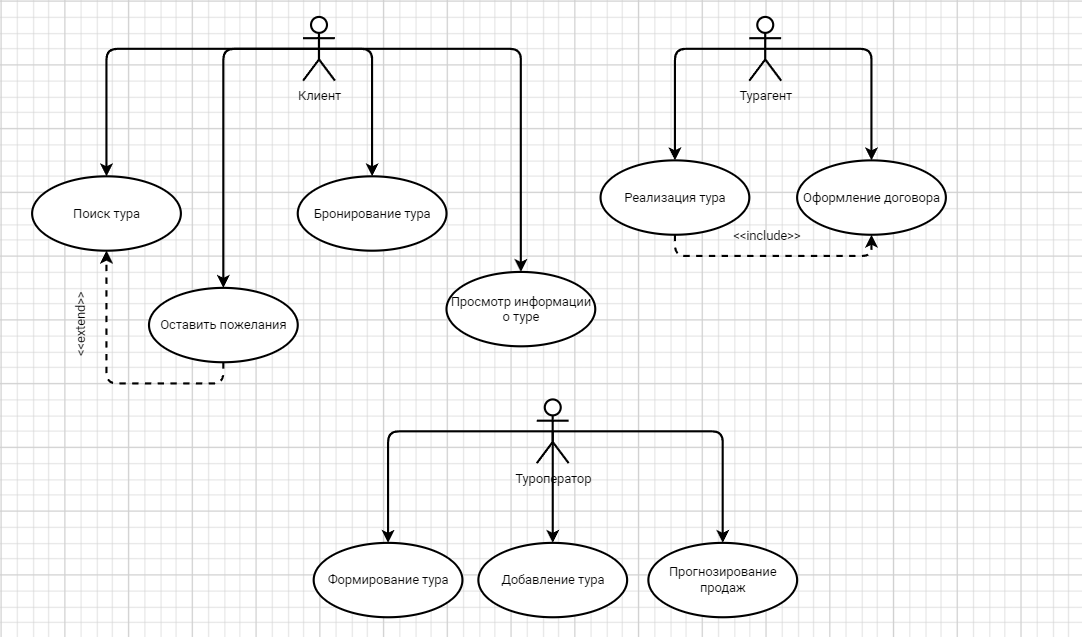 Клиент
Турагент
Поиск тура
Бронирование тура
Реализация тура
Оформление договора
<<include>>
<<extend>>
Оставить пожелания
Просмотр информации
о туре
Туроператор
Формирование тура
Добавление тура
Прогнозирование
продаж